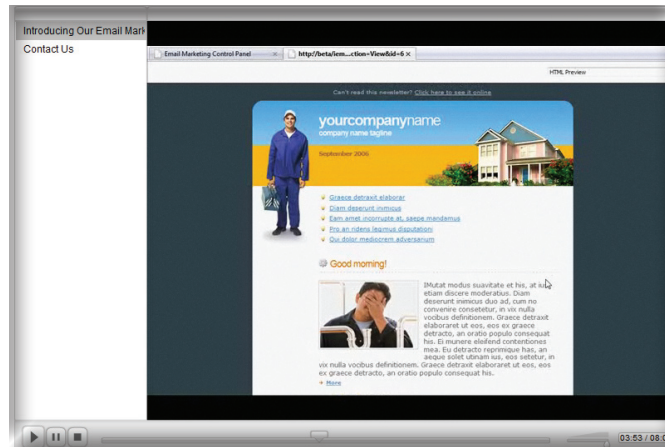 Introducing Our Email Mark
Contact Us
Email Marketing Control Panel
http://beta/iem...ction=View&id=6
HTML Preview
Can't read this newsletter? Click here to see it online
yourcompanyname
company name tagline
September 2006
Graece detraxit elaborar
Diam deserunt inimicus
Eam amet incorrupte at, saepe mandamus
Pro an ridens legimus disputationi
Qui dolor mediocrem adversarium
Good morning!
IMutat modus suavitate et his, at ius
etiam discere moderatius. Diam
deserunt inimicus duo ad, cum no
convenire consetetur, in vix nulla
vocibus definitionem. Graece detraxit
elaboraret ut eos, eos ex graece
detracto, an oratio populo consequat
his. Ei munere eleifend contentiones
mea. Eu detracto reprimique has, an
aeque solet utinam ius, eos setetur, in
vix nulla vocibus definitionem. Graece detraxit elaboraret ut eos, eos
ex graece detracto, an oratio populo consequat his.
More
03:53 / 08:0